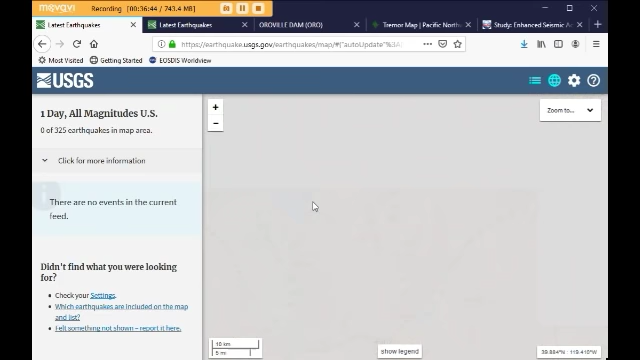 movavi Recording (00:36:44 / 743.4 MB)
Latest Earthquakes
Latest Earthquakes
OROVILLE DAM (ORO)
Tremor Map | Pacific Northw
Study: Enhanced Seismic Ac
https://earthquake.usgs.gov/earthquakes/map/#{"autoUpdate"%3A
Most Visited
Getting Started
EOSDIS Worldview
USGS
1 Day, All Magnitudes U.S.
0 of 325 earthquakes in map area.
Click for more information
There are no events in the current
feed.
Didn't find what you were looking
for?
• Check your Settings.
• Which earthquakes are included on the map
and list?
• Felt something not shown – report it here.
+
−
Zoom to...
10 km
5 mi
show legend